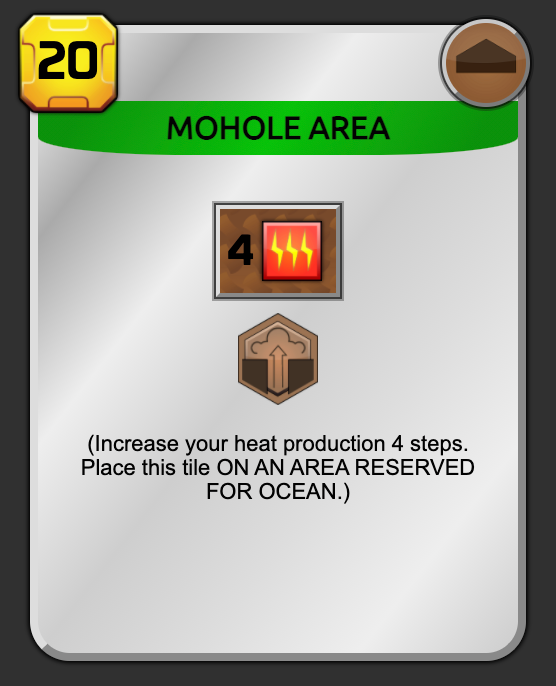 20
MOHOLE AREA
4
(Increase your heat production 4 steps.
Place this tile ON AN AREA RESERVED
FOR OCEAN.)